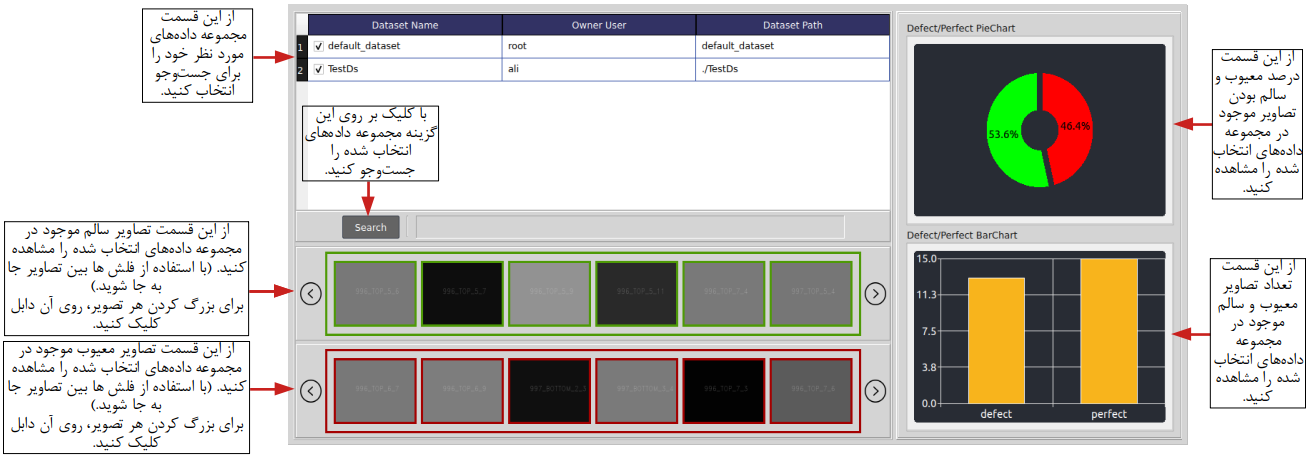 از این قسمت
مجموعه داده‌های
مورد نظر خود را
برای جست‌وجو
انتخاب کنید.
Dataset Name
Owner User
Dataset Path
1
default_dataset
root
default_dataset
2
TestDs
ali
./TestDs
با کلیک بر روی این
گزینه مجموعه داده‌های
انتخاب شده را
جست‌وجو کنید.
Search
از این قسمت تصاویر سالم موجود در
مجموعه داده‌های انتخاب شده را مشاهده
کنید. (با استفاده از فلش ها بین تصاویر جا
به جا شوید.)
برای بزرگ کردن هر تصویر، روی آن دابل
کلیک کنید.
996_TOP_5_7
996_TOP_5_11
996_TOP_7_4
از این قسمت تصاویر معیوب موجود در
مجموعه داده‌های انتخاب شده را مشاهده
کنید. (با استفاده از فلش ها بین تصاویر جا
به جا شوید.)
برای بزرگ کردن هر تصویر، روی آن دابل
کلیک کنید.
997_BOTTOM_2_3
996_TOP_7_3
Defect/Perfect PieChart
53.6%
46.4%
از این قسمت
درصد معیوب و
سالم بودن
تصاویر موجود
در مجموعه
داده‌های انتخاب
شده را مشاهده
کنید.
Defect/Perfect BarChart
15.0
11.3
7.5
3.8
0.0
defect
perfect
از این قسمت
تعداد تصاویر
معیوب و سالم
موجود در
مجموعه
داده‌های انتخاب
شده را مشاهده
کنید.